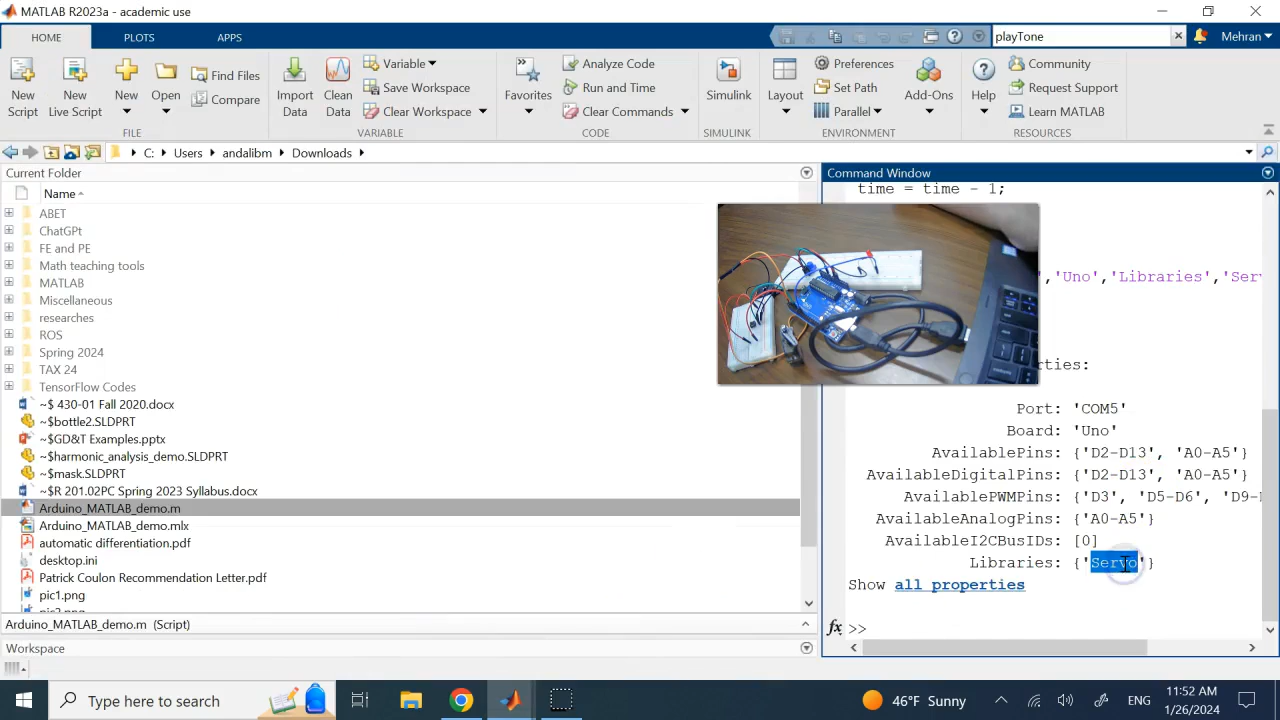 MATLAB R2023a - academic use
HOME PLOTS APPS
playTone
Mehran
New Script
New Live Script
New
Open
Find Files
Compare
Import Data
Clean Data
Variable
Save Workspace
Clear Workspace
Favorites
Analyze Code
Run and Time
Clear Commands
Simulink
Layout
Preferences
Set Path
Parallel
Add-Ons
Help
Community
Request Support
Learn MATLAB
FILE VARIABLE CODE SIMULINK ENVIRONMENT RESOURCES
C: Users andalibm Downloads
Current Folder
Name
ABET
ChatGPt
FE and PE
Math teaching tools
MATLAB
Miscellaneous
researches
ROS
Spring 2024
TAX 24
TensorFlow Codes
~$ 430-01 Fall 2020.docx
~$bottle2.SLDPRT
~$GD&T Examples.pptx
~$harmonic_analysis_demo.SLDPRT
~$mask.SLDPRT
~$R 201.02PC Spring 2023 Syllabus.docx
Arduino_MATLAB_demo.m
Arduino_MATLAB_demo.mlx
automatic differentiation.pdf
desktop.ini
Patrick Coulon Recommendation Letter.pdf
pic1.png
pic2.png
Arduino_MATLAB_demo.m (Script)
Workspace
Command Window
time = time - 1;
','Uno','Libraries','Ser
rties:
Port: 'COM5'
Board: 'Uno'
AvailablePins: {'D2-D13', 'A0-A5'}
AvailableDigitalPins: {'D2-D13', 'A0-A5'}
AvailablePWMPins: {'D3', 'D5-D6', 'D9-
AvailableAnalogPins: {'A0-A5'}
AvailableI2CBusIDs: [0]
Libraries: {'Servo'}
Show all properties
fx >>
Type here to search
46°F Sunny
ENG
11:52 AM
1/26/2024